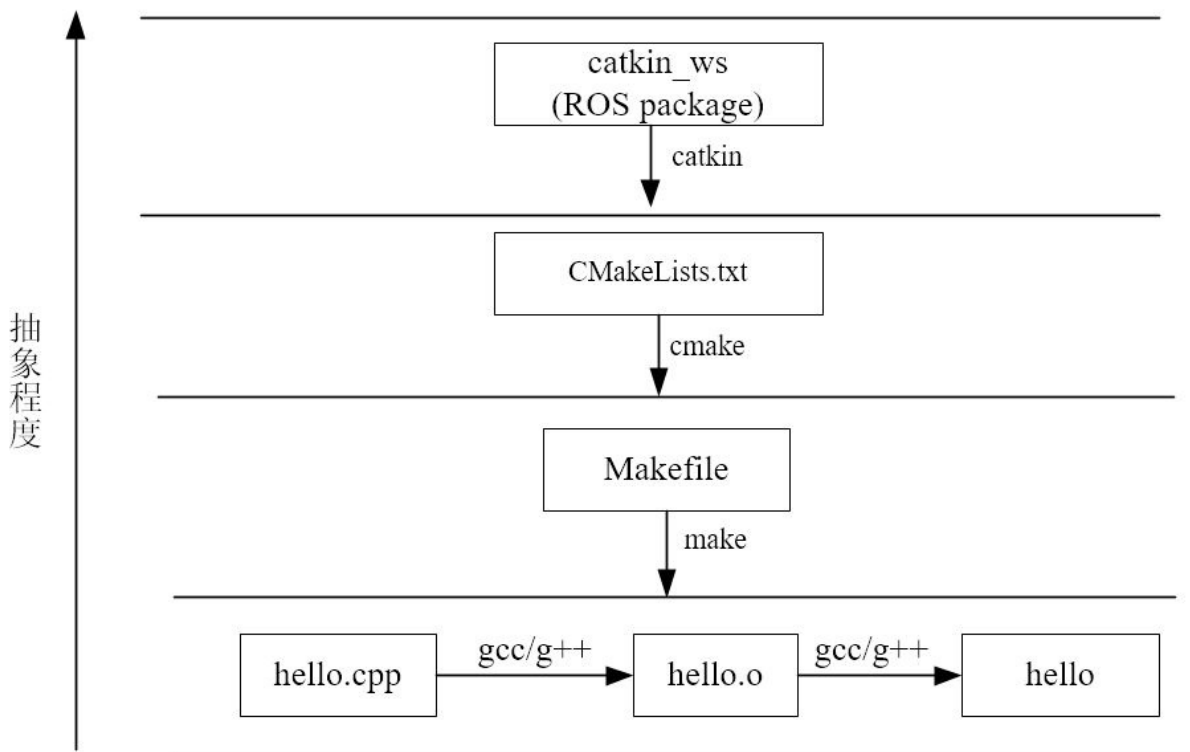 catkin_ws
(ROS package)
catkin
CMakeLists.txt
cmake
抽象程度
Makefile
make
gcc/g++
gcc/g++
hello.cpp
hello.o
hello